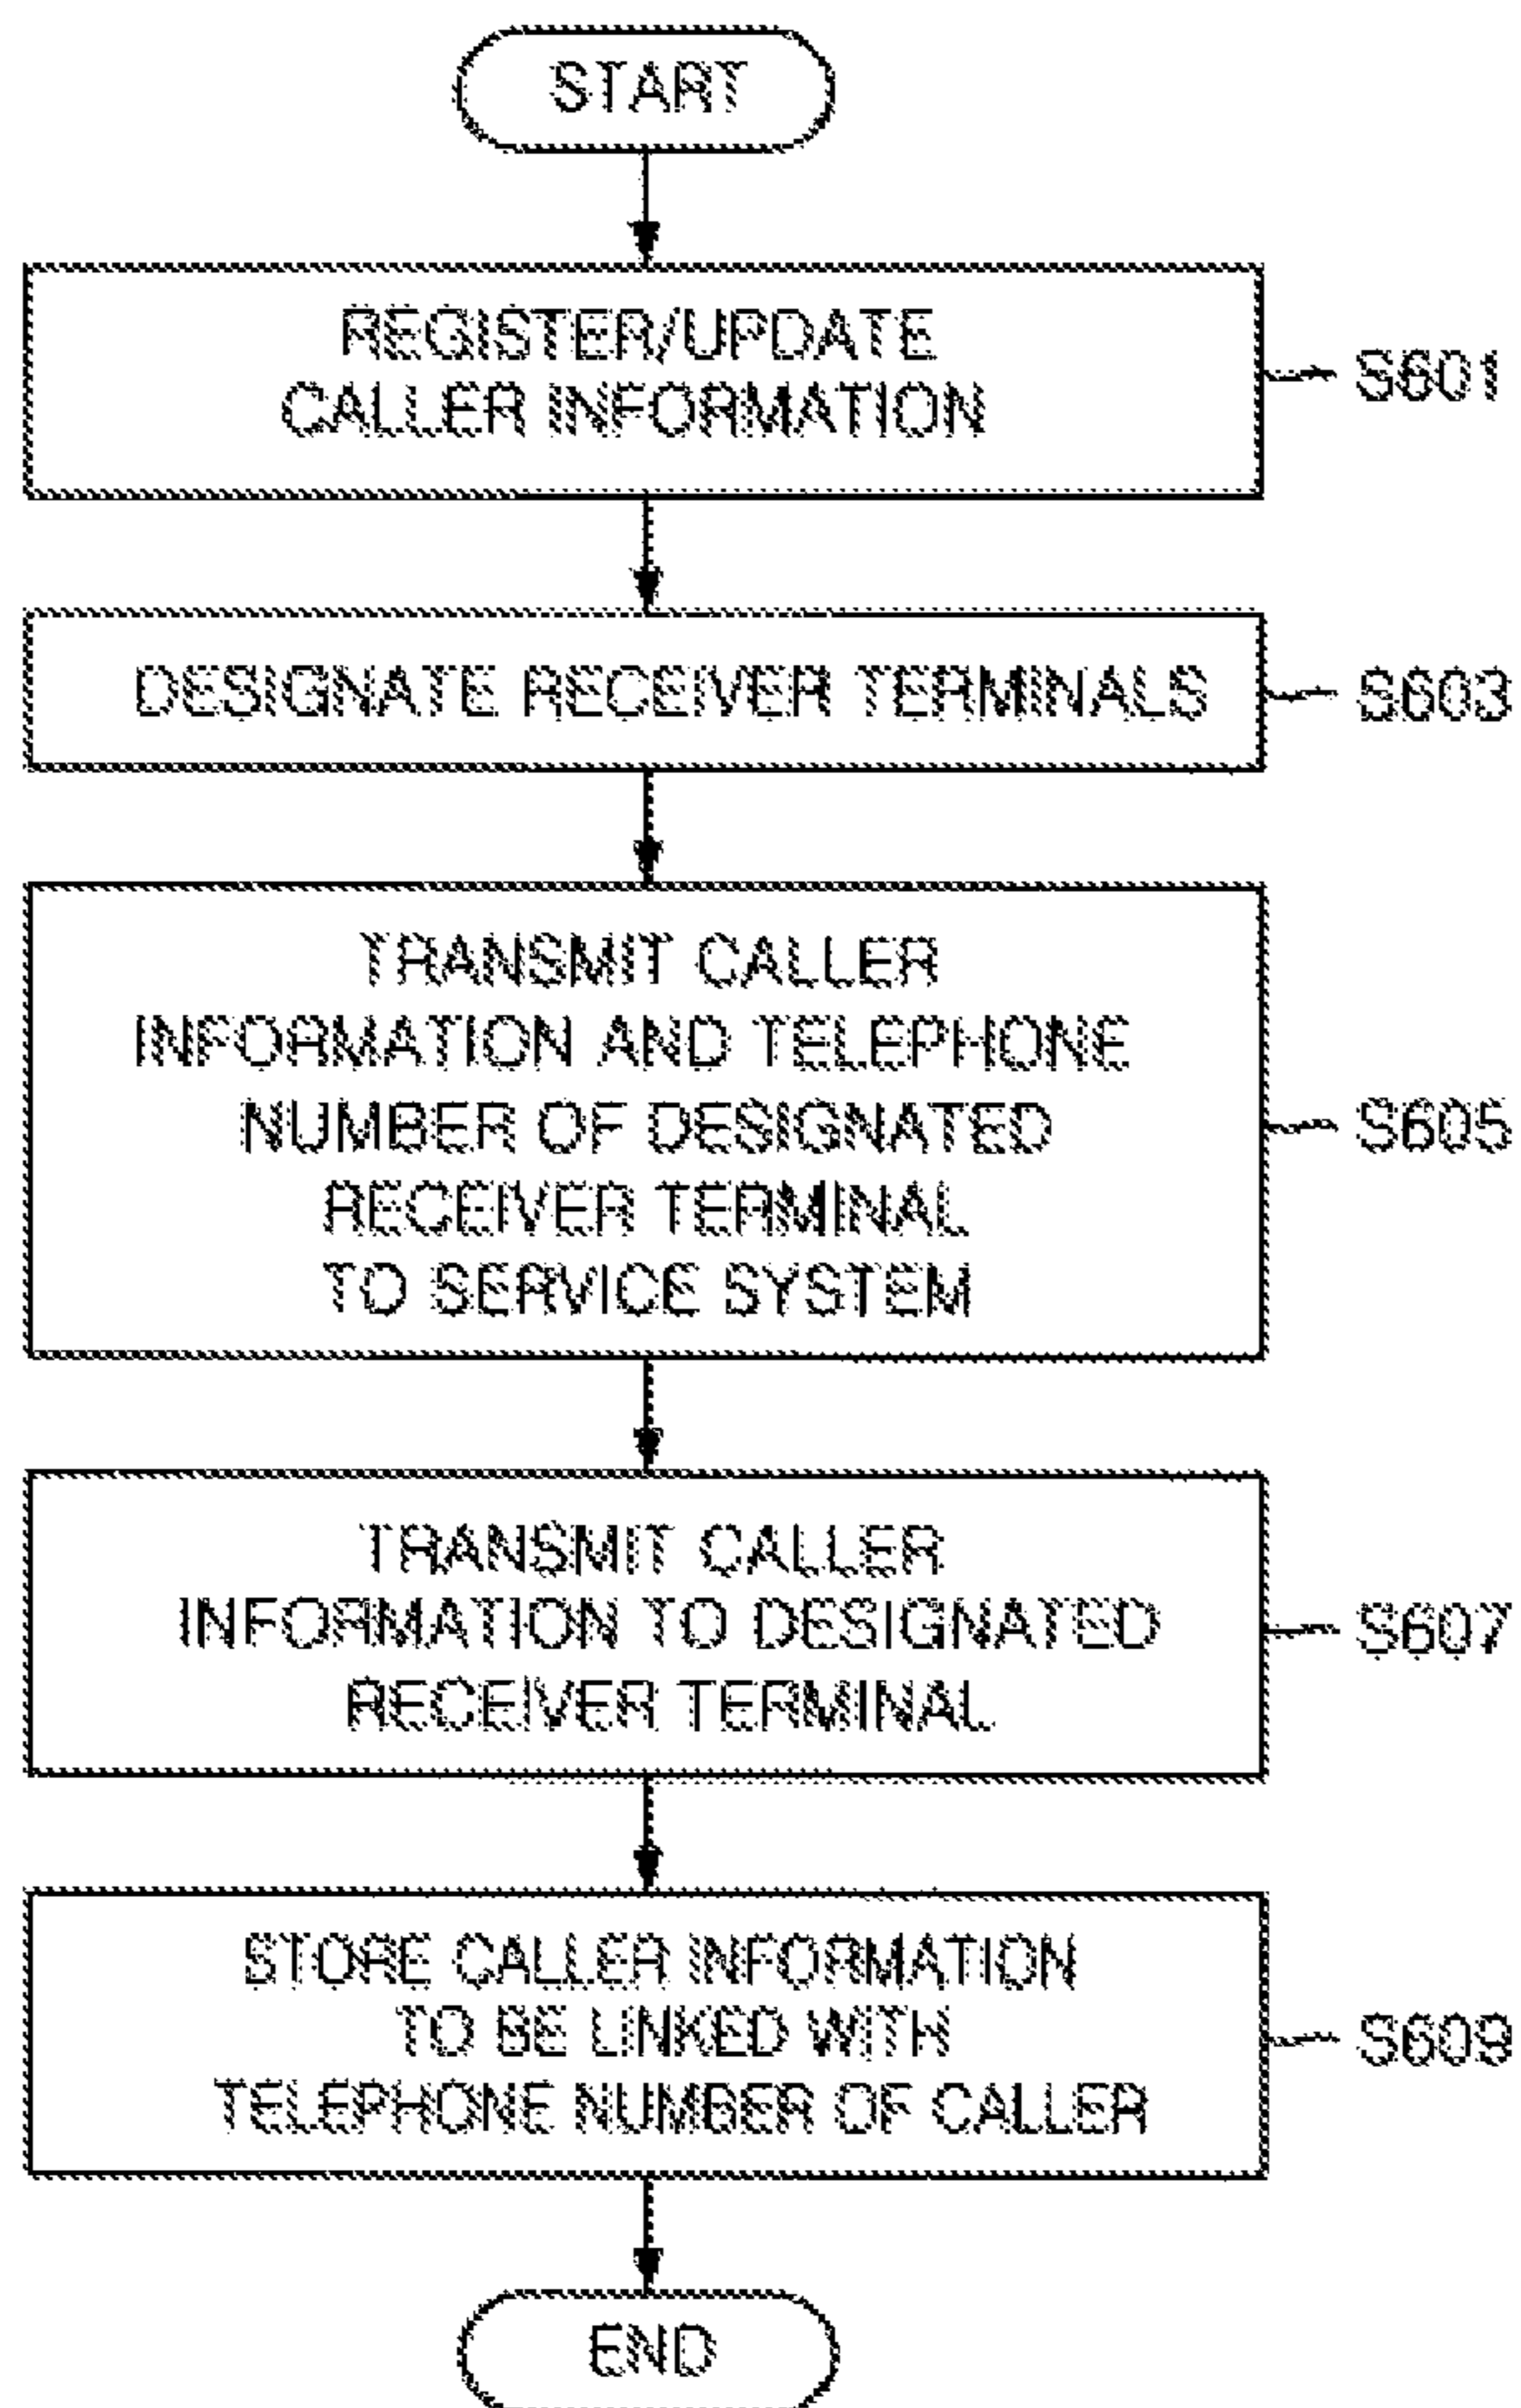 START
REGISTER/UPDATE
CALLER INFORMATION
S601
DESIGNATE RECEIVER TERMINALS
S603
TRANSMIT CALLER
INFORMATION AND TELEPHONE
NUMBER OF DESIGNATED
RECEIVER TERMINAL
TO SERVICE SYSTEM
S605
TRANSMIT CALLER
INFORMATION TO DESIGNATED
RECEIVER TERMINAL
S607
STORE CALLER INFORMATION
TO BE LINKED WITH
TELEPHONE NUMBER OF CALLER
S609
END